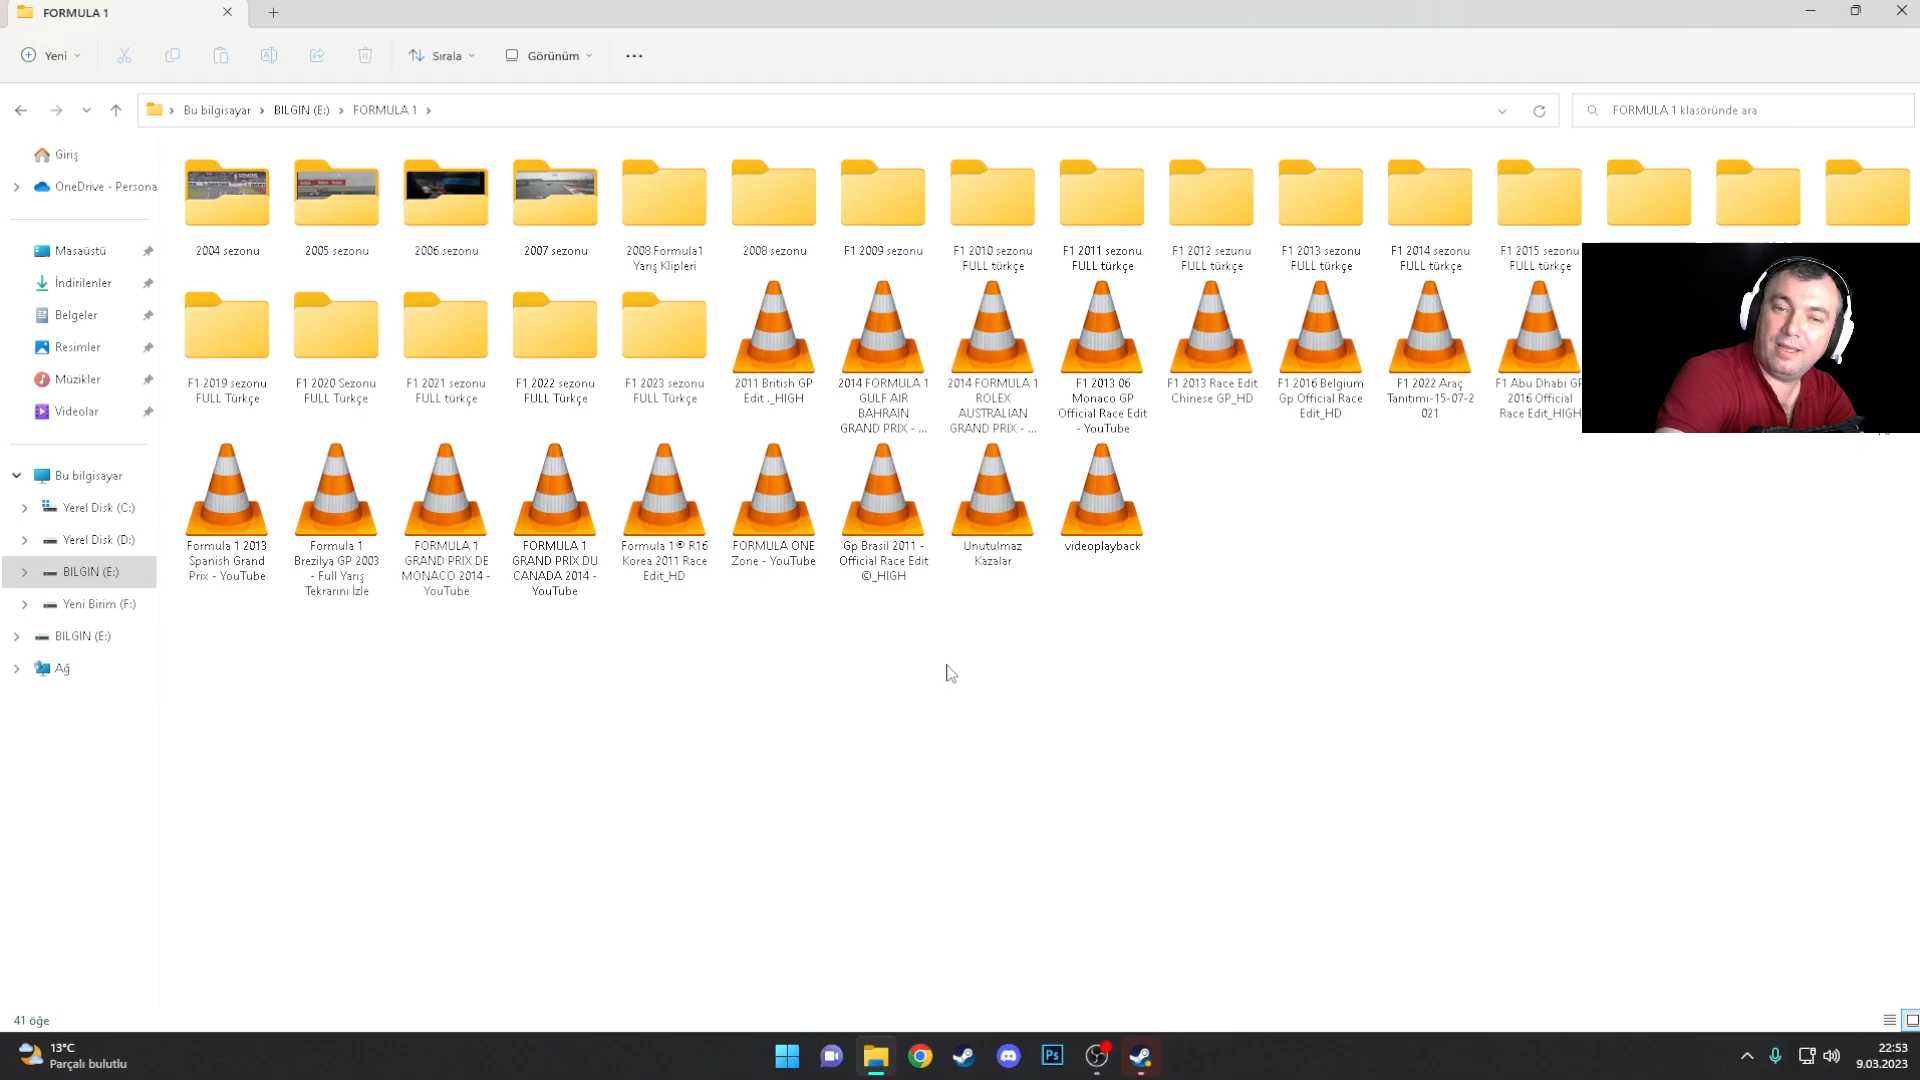 FORMULA 1
Yeni
Sırala
Görünüm
Bu bilgisayar
BILGIN (E:)
FORMULA 1
FORMULA 1 klasöründe ara
Giriş
OneDrive - Persona
Masaüstü
İndirilenler
Belgeler
Resimler
Müzikler
Videolar
Bu bilgisayar
Yerel Disk (C:)
Yerel Disk (D:)
BILGIN (E:)
Yeni Birim (F:)
BILGIN (E:)
Ağ
2004 sezonu
2005 sezonu
2006 sezonu
2007 sezonu
2008 Formula1
Yarış Klipleri
2008 sezonu
F1 2009 sezonu
F1 2010 sezonu
FULL türkçe
F1 2011 sezonu
FULL türkçe
F1 2012 sezunu
FULL türkçe
F1 2013 sezonu
FULL türkçe
F1 2014 sezonu
FULL türkçe
F1 2015 sezonu
FULL türkçe
F1 2019 sezonu
FULL Türkçe
F1 2020 Sezonu
FULL Türkçe
F1 2021 sezonu
FULL türkçe
F1 2022 sezonu
FULL Türkçe
F1 2023 sezonu
FULL Türkçe
2011 British GP
Edit ._HIGH
2014 FORMULA 1
GULF AIR
BAHRAIN
GRAND PRIX - ...
2014 FORMULA 1
ROLEX
AUSTRALIAN
GRAND PRIX - ...
F1 2013 06
Monaco GP
Official Race Edit
- YouTube
F1 2013 Race Edit
Chinese GP_HD
F1 2016 Belgium
Gp Official Race
Edit_HD
F1 2022 Araç
Tanıtımı-15-07-2
021
F1 Abu Dhabi GP
2016 Official
Race Edit_HIGH
Formula 1 2013
Spanish Grand
Prix - YouTube
Formula 1
Brezilya GP 2003
- Full Yarış
Tekrarını İzle
FORMULA 1
GRAND PRIX DE
MONACO 2014 -
YouTube
FORMULA 1
GRAND PRIX DU
CANADA 2014 -
YouTube
Formula 1® R16
Korea 2011 Race
Edit_HD
FORMULA ONE
Zone - YouTube
Gp Brasil 2011 -
Official Race Edit
©_HIGH
Unutulmaz
Kazalar
videoplayback
41 öğe
13°C
Parçalı bulutlu
Ps
22:53
9.03.2023